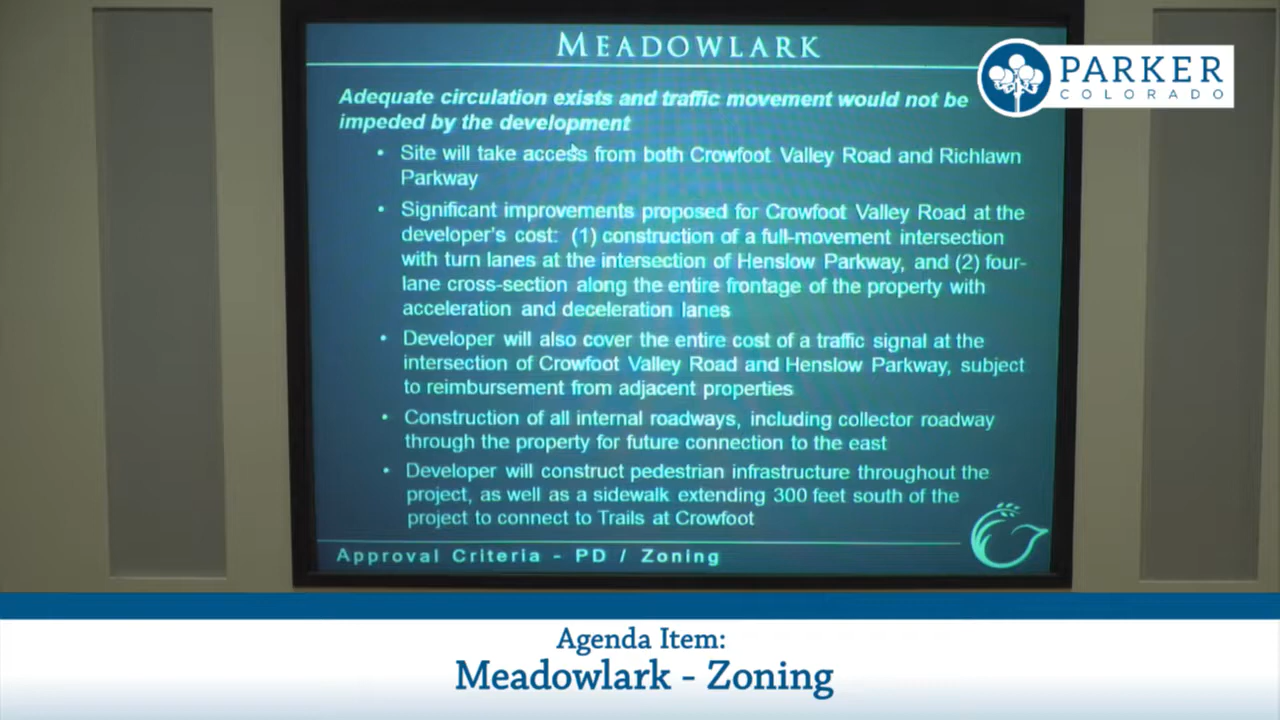 MEADOWLARK
PARKER
COLORADO
Adequate circulation exists and traffic movement would not be
impeded by the development
• Site will take access from both Crowfoot Valley Road and Richlawn
Parkway
• Significant improvements proposed for Crowfoot Valley Road at the
developer's cost: (1) construction of a full-movement intersection
with turn lanes at the intersection of Henslow Parkway, and (2) four-
lane cross-section along the entire frontage of the property with
acceleration and deceleration lanes
• Developer will also cover the entire cost of a traffic signal at the
intersection of Crowfoot Valley Road and Henslow Parkway, subject
to reimbursement from adjacent properties
• Construction of all internal roadways, including collector roadway
through the property for future connection to the east
• Developer will construct pedestrian infrastructure throughout the
project, as well as a sidewalk extending 300 feet south of the
project to connect to Trails at Crowfoot
Approval Criteria - PD / Zoning
Agenda Item:
Meadowlark - Zoning